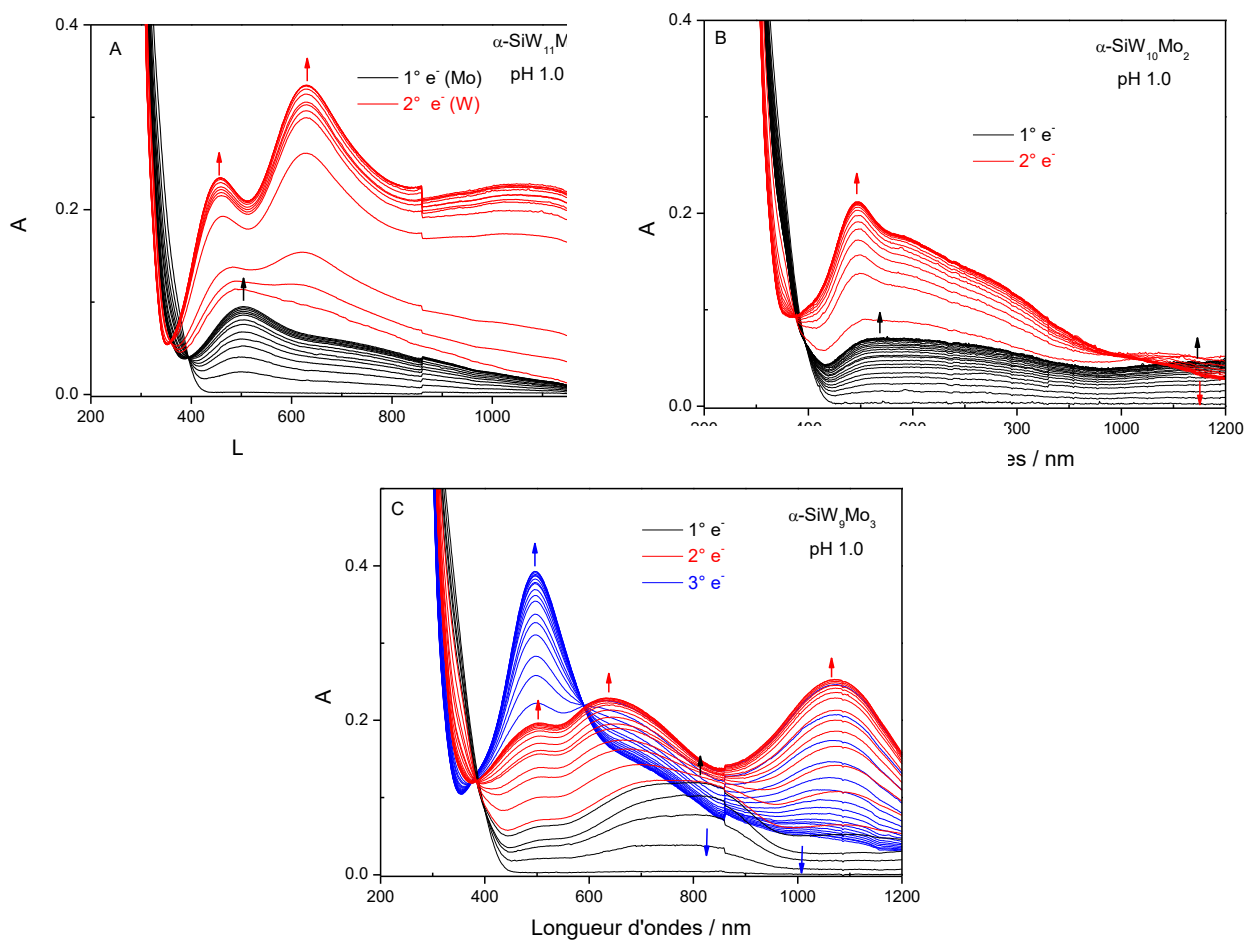 A
α-SiW₁₁M
pH 1.0
1° e⁻ (Mo)
2° e⁻ (W)
0.4
0.2
0.0
A
200 400 600 800 1000
L
B
α-SiW₁₀Mo₂
pH 1.0
1° e⁻
2° e⁻
0.4
0.2
0.0
A
200 400 600 800 1000 1200
es / nm
C
α-SiW₉Mo₃
pH 1.0
1° e⁻
2° e⁻
3° e⁻
0.4
0.2
0.0
A
200 400 600 800 1000 1200
Longueur d'ondes / nm